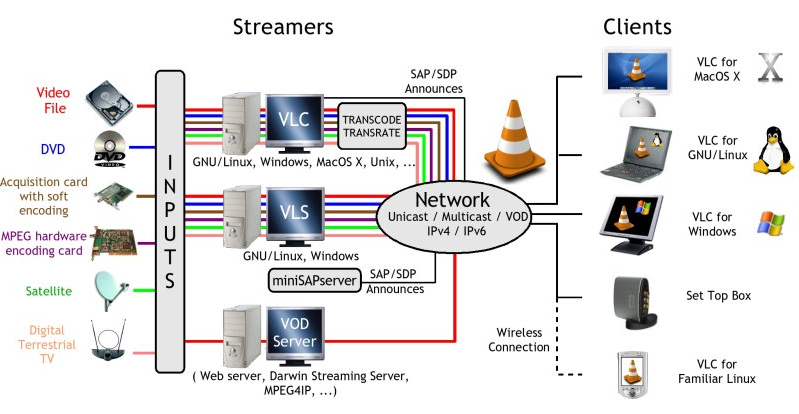 Streamers
Clients
Video
File
DVD
DVD
VIDEO
Acquisition card
with soft
encoding
MPEG hardware
encoding card
Satellite
Digital
Terrestrial
TV
INPUTS
VLC
TRANSCODE
TRANSRATE
GNU/Linux, Windows, MacOS X, Unix, ...
SAP/SDP
Announces
VLS
GNU/Linux, Windows
miniSAPserver
SAP/SDP
Announces
VOD
Server
( Web server, Darwin Streaming Server,
MPEG4IP, ...)
Network
Unicast / Multicast / VOD
IPv4 / IPv6
Wireless
Connection
VLC for
MacOS X
X
VLC for
GNU/Linux
VLC for
Windows
Set Top Box
VLC for
Familiar Linux